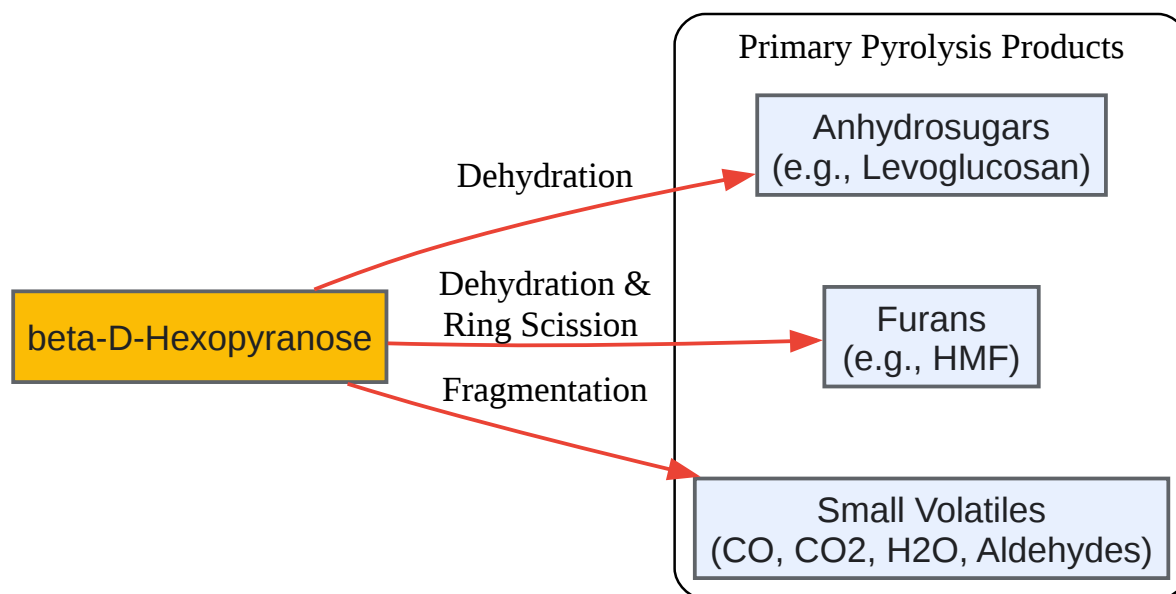 Primary Pyrolysis Products
Anhydrosugars
(e.g., Levoglucosan)
Dehydration
Dehydration &
Ring Scission
beta-D-Hexopyranose
Furans
(e.g., HMF)
Fragmentation
Small Volatiles
(CO, CO2, H2O, Aldehydes)